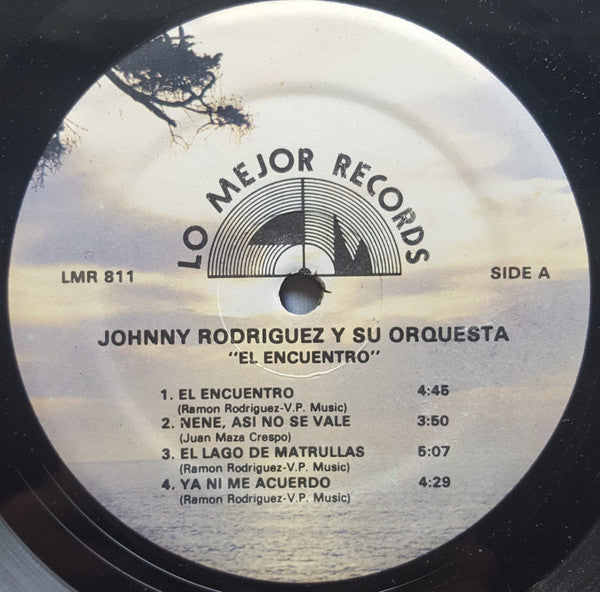 LO MEJOR RECORDS
LMR 811
SIDE A
JOHNNY RODRIGUEZ Y SU ORQUESTA
"EL ENCUENTRO"
1. EL ENCUENTRO 4:45
(Ramon Rodriguez-V.P. Music)
2. NENE, ASI NO SE VALE 3:50
(Juan Maza Crespo)
3. EL LAGO DE MATRULLAS 5:07
(Ramon Rodriguez-V.P. Music)
4. YA NI ME ACUERDO 4:29
(Ramon Rodriguez-V.P. Music)